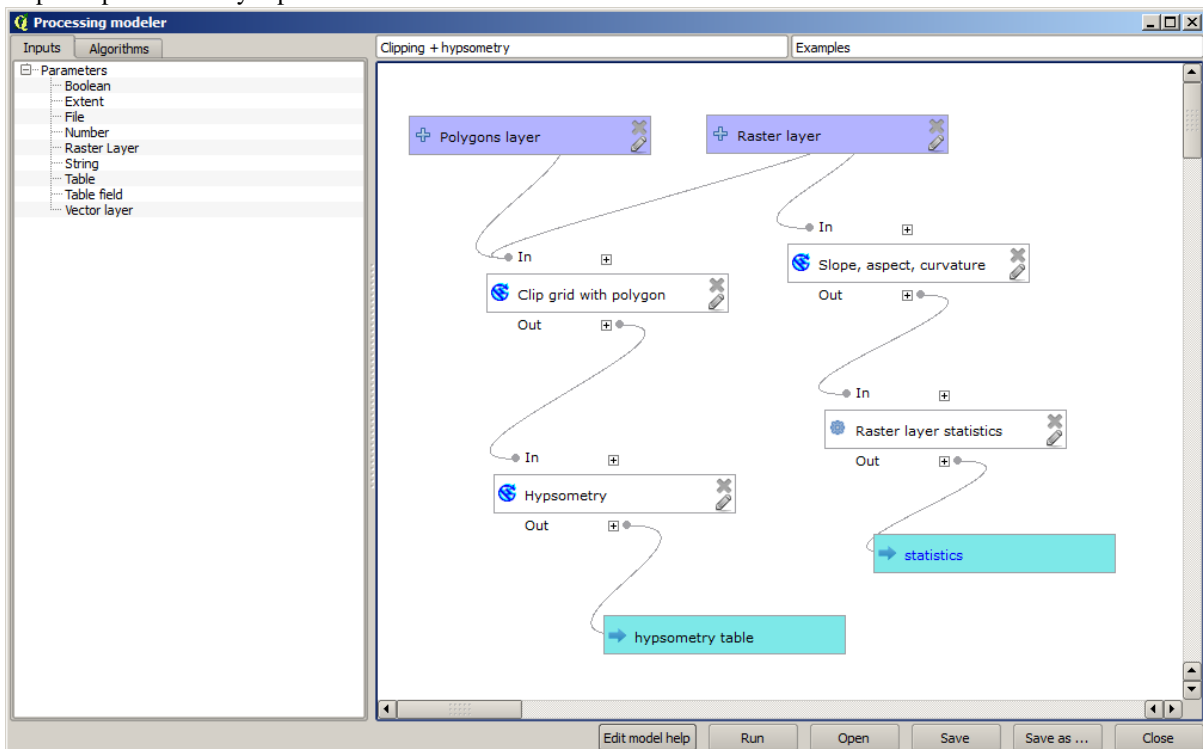 Processing modeler
Inputs Algorithms
Clipping + hypsometry Examples
Parameters
Boolean
Extent
File
Number
Raster Layer
String
Table
Table field
Vector layer
Polygons layer
Raster layer
In
Slope, aspect, curvature
Out
In
Clip grid with polygon
Out
In
Raster layer statistics
Out
In
Hypsometry
Out
statistics
hypsometry table
Edit model help Run Open Save Save as ... Close